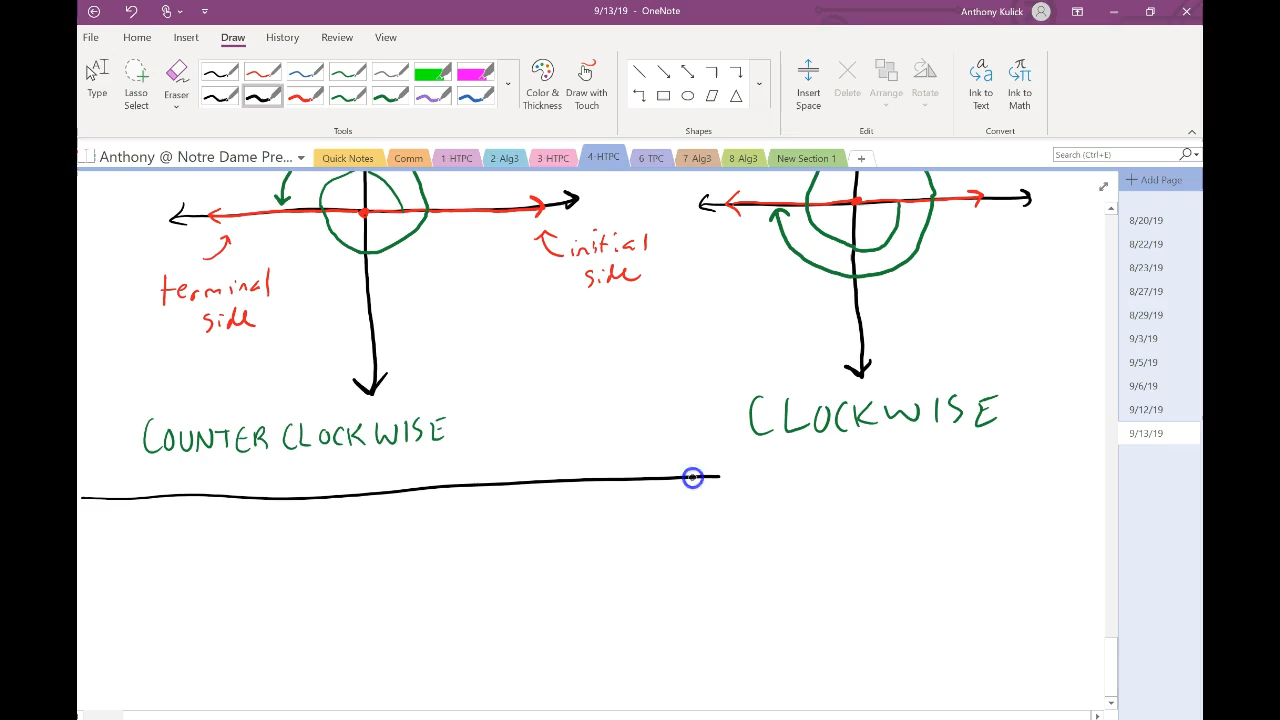 9/13/19 - OneNote
Anthony Kulick
File Home Insert Draw History Review View
Type
Lasso Select
Eraser
Color & Thickness
Draw with Touch
Insert Space
Delete
Arrange
Rotate
Ink to Text
Ink to Math
Tools
Shapes
Edit
Convert
Anthony @ Notre Dame Pre...
Quick Notes
Comm
1 HTPC
2 Alg3
3 HTPC
4 HTPC
6 TPC
7 Alg3
8 Alg3
New Section 1
Search (Ctrl+E)
Add Page
8/20/19
8/22/19
8/23/19
8/27/19
8/29/19
9/3/19
9/5/19
9/6/19
9/12/19
9/13/19
initial
side
terminal
side
COUNTER CLOCKWISE
CLOCKWISE